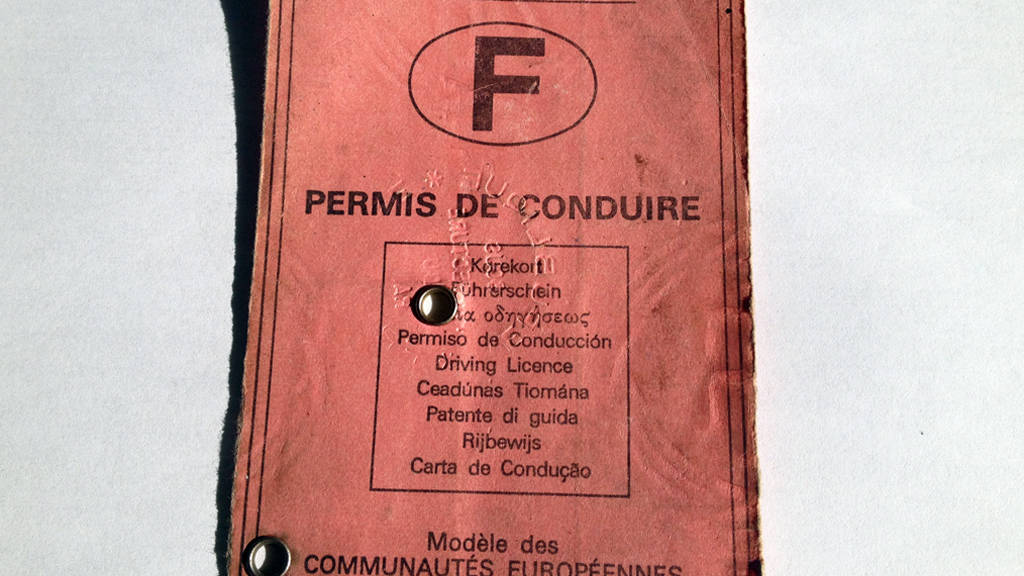 F
PERMIS DE CONDUIRE
Kørekort
Führerschein
οδηγήσεως
Permiso de Conducción
Driving Licence
Ceadúnas Tiomána
Patente di guida
Rijbewijs
Carta de Condução
Modèle des
COMMUNAUTÉS EUROPÉENNES